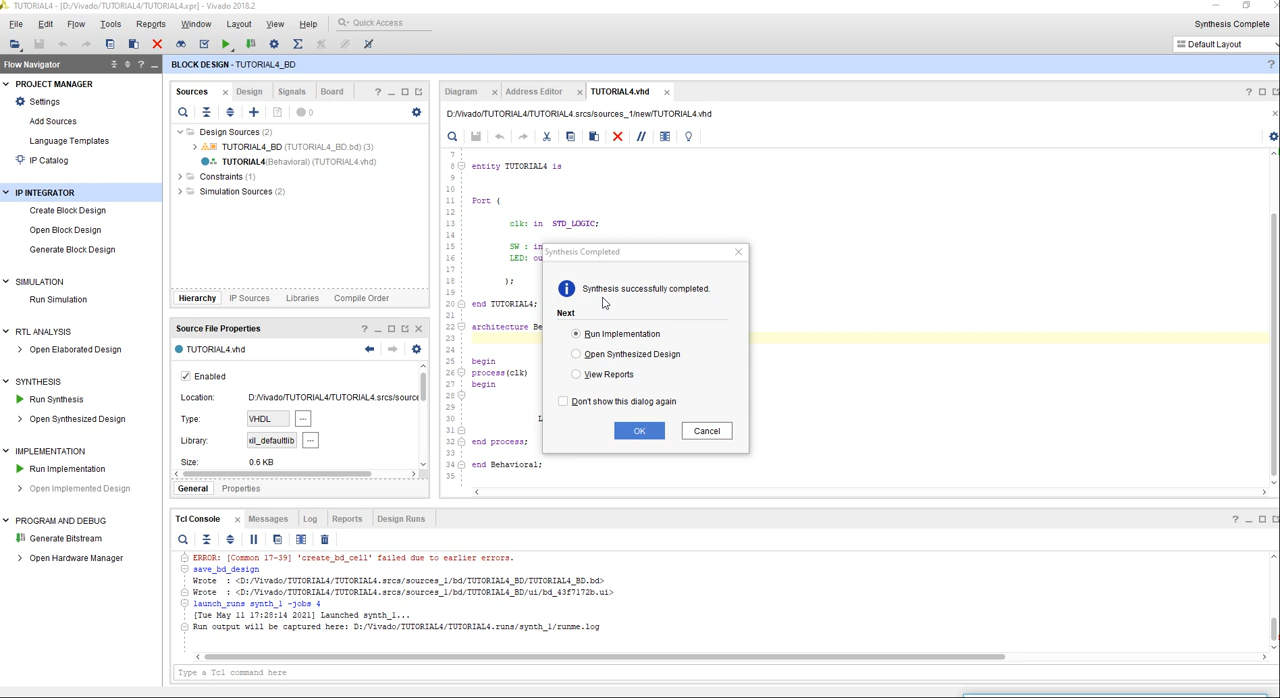 TUTORIAL4 - [D:/Vivado/TUTORIAL4/TUTORIAL4.xpr] - Vivado 2018.2
File Edit Flow Tools Reports Window Layout View Help Quick Access
Synthesis Complete
Default Layout
Flow Navigator
PROJECT MANAGER
Settings
Add Sources
Language Templates
IP Catalog
IP INTEGRATOR
Create Block Design
Open Block Design
Generate Block Design
SIMULATION
Run Simulation
RTL ANALYSIS
Open Elaborated Design
SYNTHESIS
Run Synthesis
Open Synthesized Design
IMPLEMENTATION
Run Implementation
Open Implemented Design
PROGRAM AND DEBUG
Generate Bitstream
Open Hardware Manager
BLOCK DESIGN - TUTORIAL4_BD
Sources Design Signals Board
0
Design Sources (2)
TUTORIAL4_BD (TUTORIAL4_BD.bd) (3)
TUTORIAL4(Behavioral) (TUTORIAL4.vhd)
Constraints (1)
Simulation Sources (2)
Hierarchy IP Sources Libraries Compile Order
Source File Properties
TUTORIAL4.vhd
Enabled
Location: D:/Vivado/TUTORIAL4/TUTORIAL4.srcs/source
Type: VHDL
Library: xil_defaultlib
Size: 0.6 KB
General Properties
Diagram Address Editor TUTORIAL4.vhd
D:/Vivado/TUTORIAL4/TUTORIAL4.srcs/sources_1/new/TUTORIAL4.vhd
7
8 entity TUTORIAL4 is
9
10
11 Port (
12
13 clk: in STD_LOGIC;
14
15 SW : in
16 LED: ou
17
18 );
19
20 end TUTORIAL4;
21
22 architecture Be
23
24
25 begin
26 process(clk)
27 begin
28
29
30 L
31
32 end process;
33
34 end Behavioral;
35
Synthesis Completed
Synthesis successfully completed.
Next
Run Implementation
Open Synthesized Design
View Reports
Don't show this dialog again
OK Cancel
Tcl Console Messages Log Reports Design Runs
ERROR: [Common 17-39] 'create_bd_cell' failed due to earlier errors.
save_bd_design
Wrote : <D:/Vivado/TUTORIAL4/TUTORIAL4.srcs/sources_1/bd/TUTORIAL4_BD/TUTORIAL4_BD.bd>
Wrote : <D:/Vivado/TUTORIAL4/TUTORIAL4.srcs/sources_1/bd/TUTORIAL4_BD/ui/bd_43f7172b.ui>
launch_runs synth_1 -jobs 4
[Tue May 11 17:28:14 2021] Launched synth_1...
Run output will be captured here: D:/Vivado/TUTORIAL4/TUTORIAL4.runs/synth_1/runme.log
Type a Tcl command here